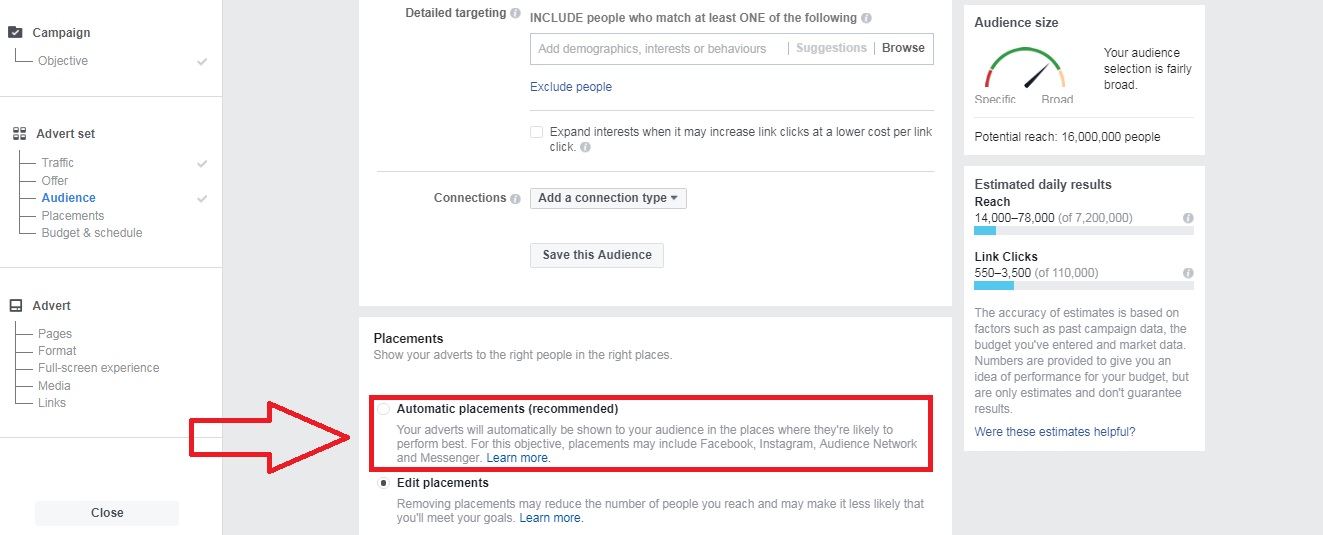 Campaign
Objective
Advert set
Traffic
Offer
Audience
Placements
Budget & schedule
Advert
Pages
Format
Full-screen experience
Media
Links
Close
Detailed targeting
INCLUDE people who match at least ONE of the following
Add demographics, interests or behaviours | Suggestions | Browse
Exclude people
Expand interests when it may increase link clicks at a lower cost per link
click.
Connections
Add a connection type
Save this Audience
Placements
Show your adverts to the right people in the right places.
Automatic placements (recommended)
Your adverts will automatically be shown to your audience in the places where they're likely to
perform best. For this objective, placements may include Facebook, Instagram, Audience Network
and Messenger. Learn more.
Edit placements
Removing placements may reduce the number of people you reach and may make it less likely that
you'll meet your goals. Learn more.
Audience size
Your audience
selection is fairly
broad.
Specific
Broad
Potential reach: 16,000,000 people
Estimated daily results
Reach
14,000–78,000 (of 7,200,000)
Link Clicks
550–3,500 (of 110,000)
The accuracy of estimates is based on
factors such as past campaign data, the
budget you've entered and market data.
Numbers are provided to give you an
idea of performance for your budget, but
are only estimates and don't guarantee
results.
Were these estimates helpful?